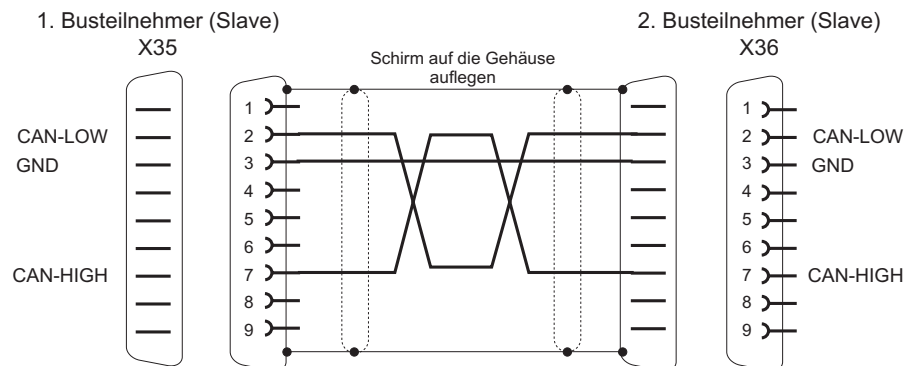 1. Busteilnehmer (Slave)
X35
2. Busteilnehmer (Slave)
X36
Schirm auf die Gehäuse
auflegen
CAN-LOW
GND
CAN-HIGH
1
2
3
4
5
6
7
8
9
1
2
3
4
5
6
7
8
9
CAN-LOW
GND
CAN-HIGH